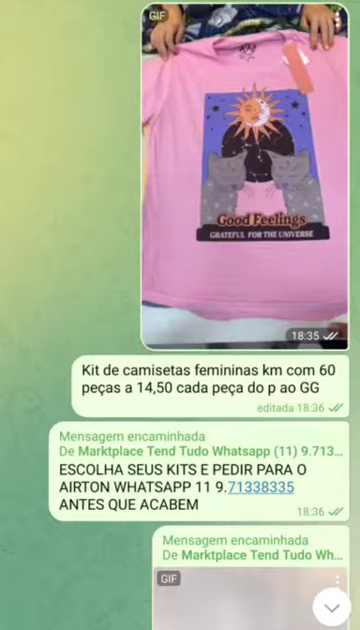 GIF
Good Feelings
GRATEFUL FOR THE UNIVERSE
18:35
Kit de camisetas femininas km com 60
peças a 14,50 cada peça do p ao GG
editada 18:36
Mensagem encaminhada
De Marktplace Tend Tudo Whatsapp (11) 9.713...
ESCOLHA SEUS KITS E PEDIR PARA O
AIRTON WHATSAPP 11 9.71338335
ANTES QUE ACABEM
18:36
Mensagem encaminhada
De Marktplace Tend Tudo Wh...
GIF